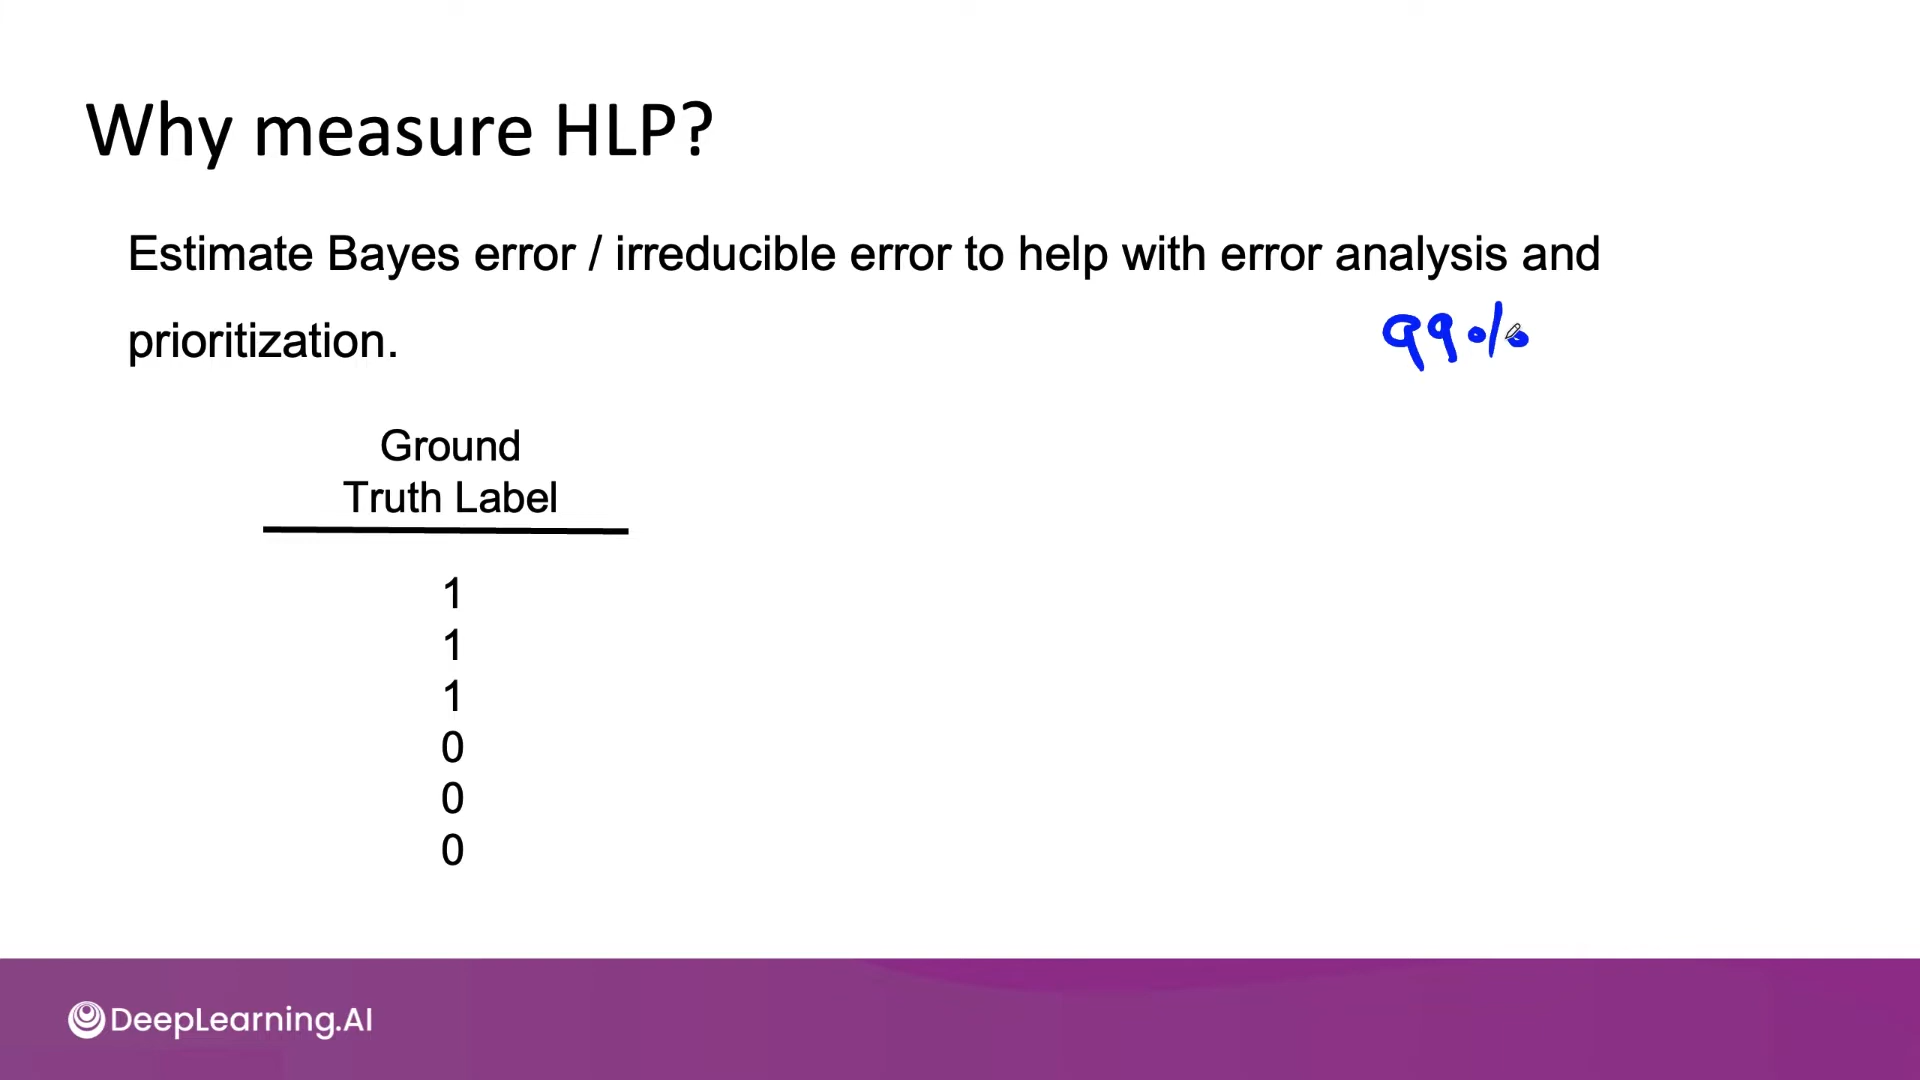 Why measure HLP?
Estimate Bayes error / irreducible error to help with error analysis and
prioritization.
99%
Ground
Truth Label
1
1
1
0
0
0
DeepLearning.AI